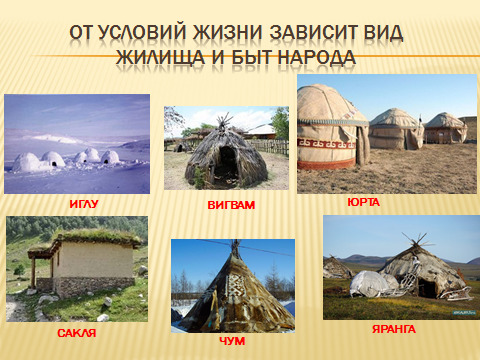 ОТ УСЛОВИЙ ЖИЗНИ ЗАВИСИТ ВИД
ЖИЛИЩА И БЫТ НАРОДА
ИГЛУ
ВИГВАМ
ЮРТА
САКЛЯ
ЧУМ
ЯРАНГА